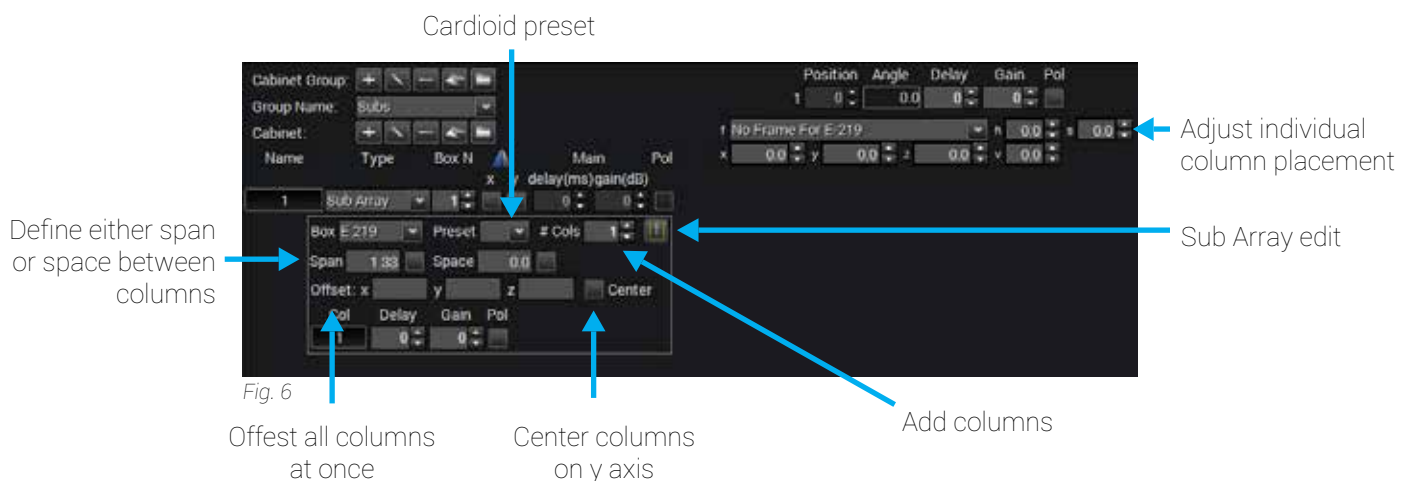 Cardioid preset
Cabinet Group:
Position Angle Delay Gain Pol
1 0 0.0 0 0
Group Name: Subs
Cabinet:
f No Frame For E 219 h 0.0 s 0.0
Adjust individual
column placement
Name Type Box N Main Pol
x 0.0 y 0.0 z 0.0 v 0.0
x y delay(ms) gain(dB)
1 Sub Array 1 0 0
Define either span
or space between
columns
Box E 219 Preset # Cols 1
Sub Array edit
Span 1.33 Space 0.0
Offset: x y z Center
Col Delay Gain Pol
1 0 0
Fig. 6
Add columns
Offest all columns
at once
Center columns
on y axis